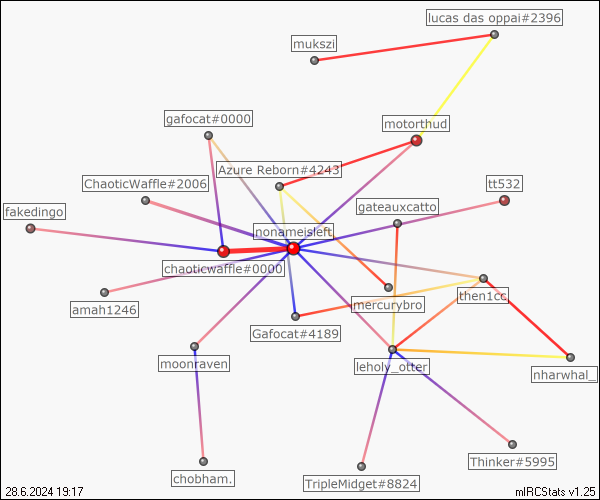 lucas das oppai#2396
mukszi
gafocat#0000
motorthud
Azure Reborn#4243
ChaoticWaffle#2006
tt532
fakedingo
gateauxcatto
nonameisleft
chaoticwaffle#0000
then1cc
mercurybro
amah1246
Gafocat#4189
moonraven
leholy_otter
nharwhal_
Thinker#5995
chobham.
TripleMidget#8824
28.6.2024 19:17
mIRCStats v1.25